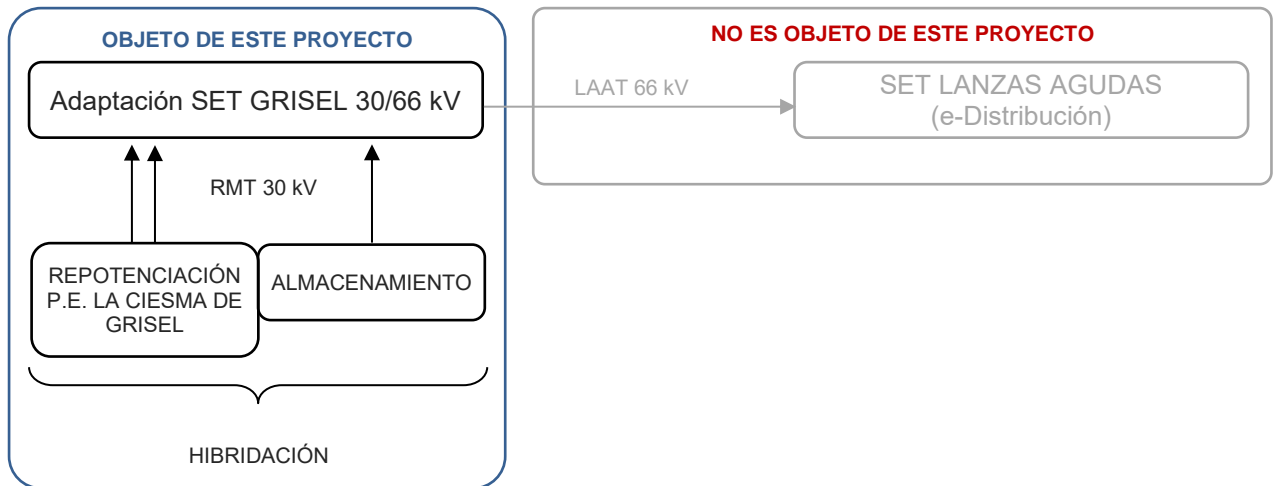 OBJETO DE ESTE PROYECTO
Adaptación SET GRISEL 30/66 kV
RMT 30 kV
REPOTENCIACIÓN
P.E. LA CIESMA DE
GRISEL
ALMACENAMIENTO
HIBRIDACIÓN
NO ES OBJETO DE ESTE PROYECTO
LAAT 66 kV
SET LANZAS AGUDAS
(e-Distribución)